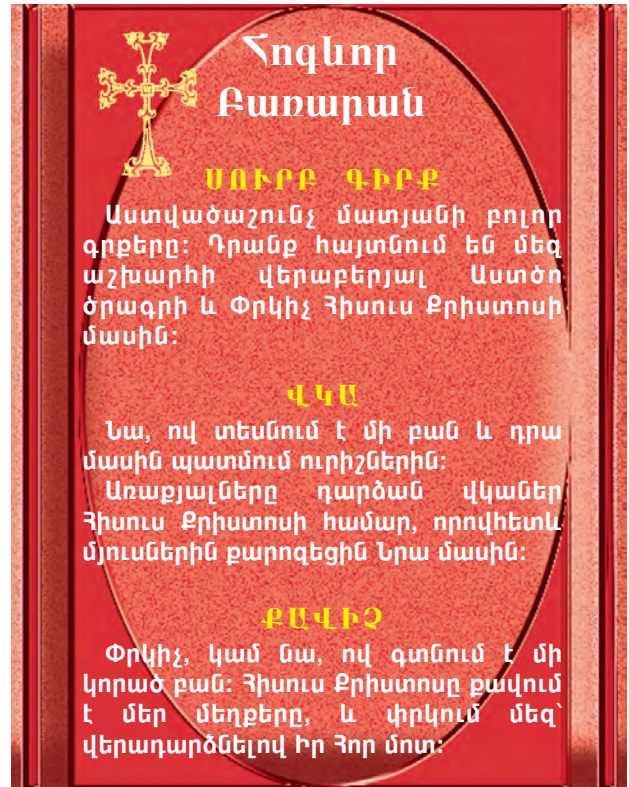 Հոգևոր
Բառարան
ՍՈՒՐԲ ԳԻՐՔ
Աստվածաշունչ մատյանի բոլոր
գրքերը: Դրանք հայտնում են մեզ
աշխարհի վերաբերյալ Աստծո
ծրագրի և Փրկիչ Հիսուս Քրիստոսի
մասին:
ՎԿԱ
Նա, ով տեսնում է մի բան և դրա
մասին պատմում ուրիշներին:
Առաքյալները դարձան վկաներ
Հիսուս Քրիստոսի համար, որովհետև
մյուսներին քարոզեցին Նրա մասին:
ՔԱՎԻՉ
Փրկիչ, կամ նա, ով գտնում է մի
կորած բան: Հիսուս Քրիստոսը քավում
է մեր մեղքերը, և փրկում մեզ՝
վերադարձնելով Իր Հոր մոտ: